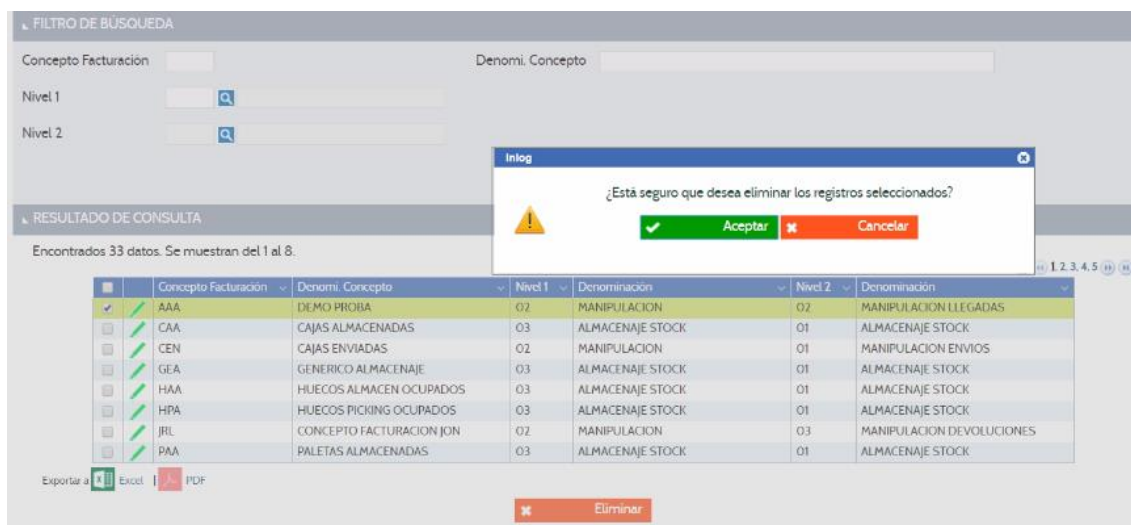 FILTRO DE BÚSQUEDA
Concepto Facturación Denomi. Concepto
Nivel 1
Nivel 2
Inlog
¿Está seguro que desea eliminar los registros seleccionados?
Aceptar Cancelar
RESULTADO DE CONSULTA
Encontrados 33 datos. Se muestran del 1 al 8.
1, 2, 3, 4, 5
Concepto Facturación Denomi. Concepto Nivel 1 Denominación Nivel 2 Denominación
AAA DEMO PROBA 02 MANIPULACION 02 MANIPULACION LLEGADAS
CAA CAJAS ALMACENADAS 03 ALMACENAJE STOCK 01 ALMACENAJE STOCK
CEN CAJAS ENVIADAS 02 MANIPULACION 01 MANIPULACION ENVIOS
GEA GENERICO ALMACENAJE 03 ALMACENAJE STOCK 01 ALMACENAJE STOCK
HAA HUECOS ALMACEN OCUPADOS 03 ALMACENAJE STOCK 01 ALMACENAJE STOCK
HPA HUECOS PICKING OCUPADOS 03 ALMACENAJE STOCK 01 ALMACENAJE STOCK
JRL CONCEPTO FACTURACION JON 02 MANIPULACION 03 MANIPULACION DEVOLUCIONES
PAA PALETAS ALMACENADAS 03 ALMACENAJE STOCK 01 ALMACENAJE STOCK
Exportar a Excel | PDF
Eliminar